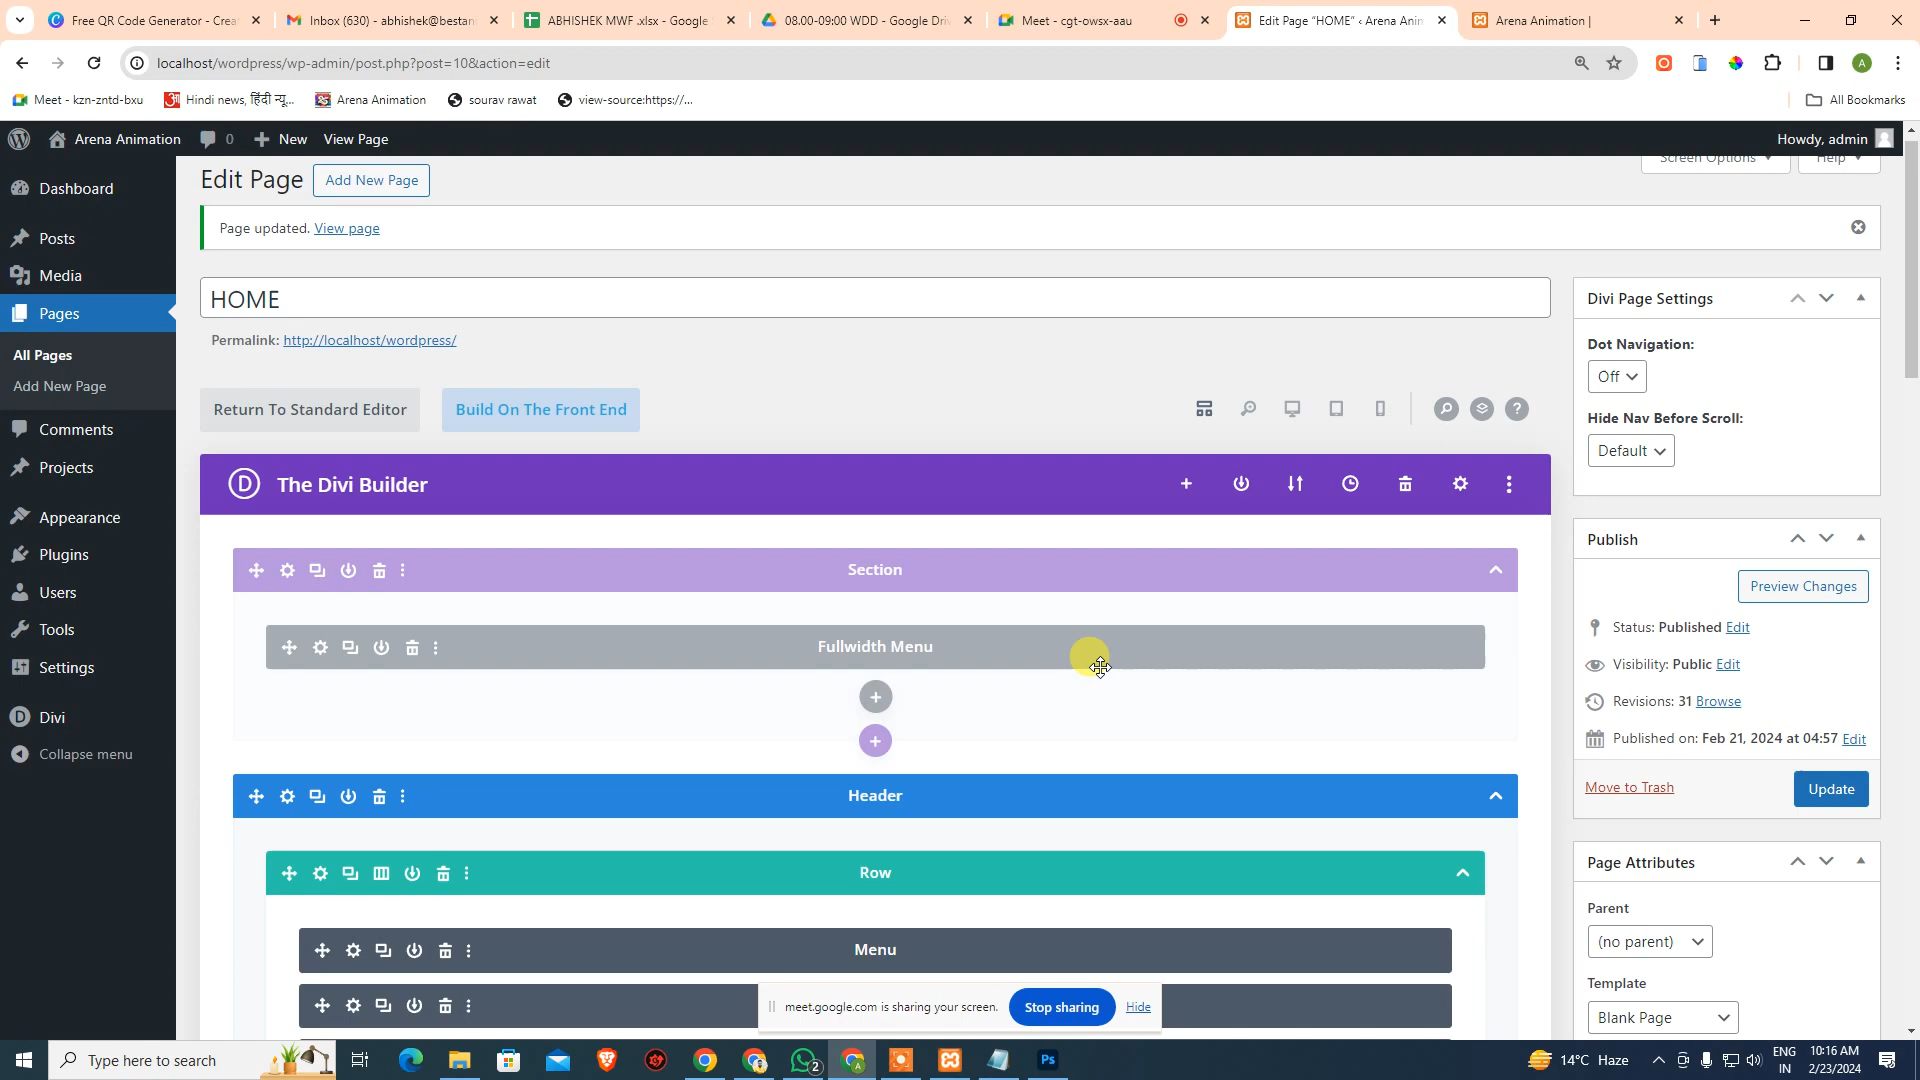 Free QR Code Generator - Crea
Inbox (630) - abhishek@bestan
ABHISHEK MWF .xlsx - Google
08.00-09:00 WDD - Google Dri
Meet - cgt-owsx-aau
Edit Page “HOME” ‹ Arena Anim
Arena Animation |
localhost/wordpress/wp-admin/post.php?post=10&action=edit
A
Meet - kzn-zntd-bxu
Hindi news, हिंदी न्यू...
Arena Animation
sourav rawat
view-source:https://...
All Bookmarks
Arena Animation
0
New
View Page
Howdy, admin
Dashboard
Posts
Media
Pages
All Pages
Add New Page
Comments
Projects
Appearance
Plugins
Users
Tools
Settings
Divi
Collapse menu
Screen Options
Help
Edit Page
Add New Page
Page updated. View page
HOME
Permalink: http://localhost/wordpress/
Return To Standard Editor
Build On The Front End
D The Divi Builder
Section
Fullwidth Menu
Header
Row
Menu
Divi Page Settings
Dot Navigation:
Off
Hide Nav Before Scroll:
Default
Publish
Preview Changes
Status: Published Edit
Visibility: Public Edit
Revisions: 31 Browse
Published on: Feb 21, 2024 at 04:57 Edit
Move to Trash
Update
Page Attributes
Parent
(no parent)
Template
Blank Page
meet.google.com is sharing your screen.
Stop sharing
Hide
Type here to search
2
Ps
14°C Haze
ENG
IN
10:16 AM
2/23/2024